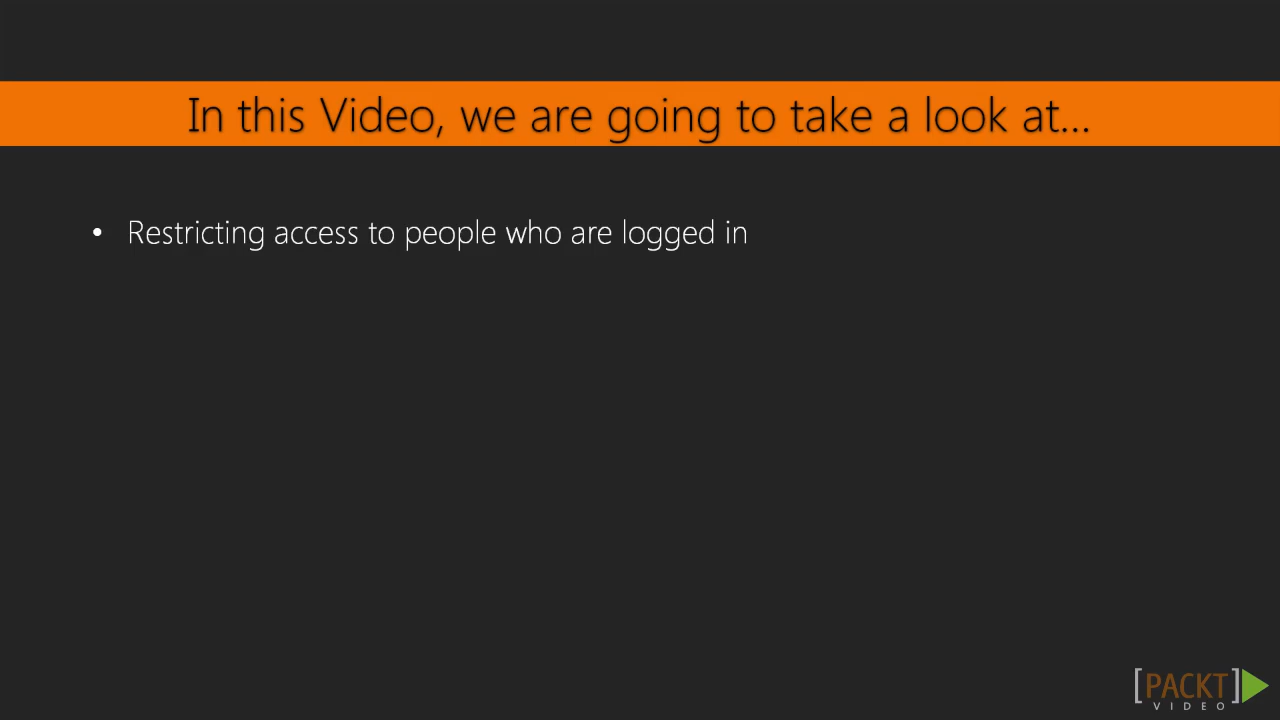 In this Video, we are going to take a look at...
• Restricting access to people who are logged in
[PACKT]
VIDEO